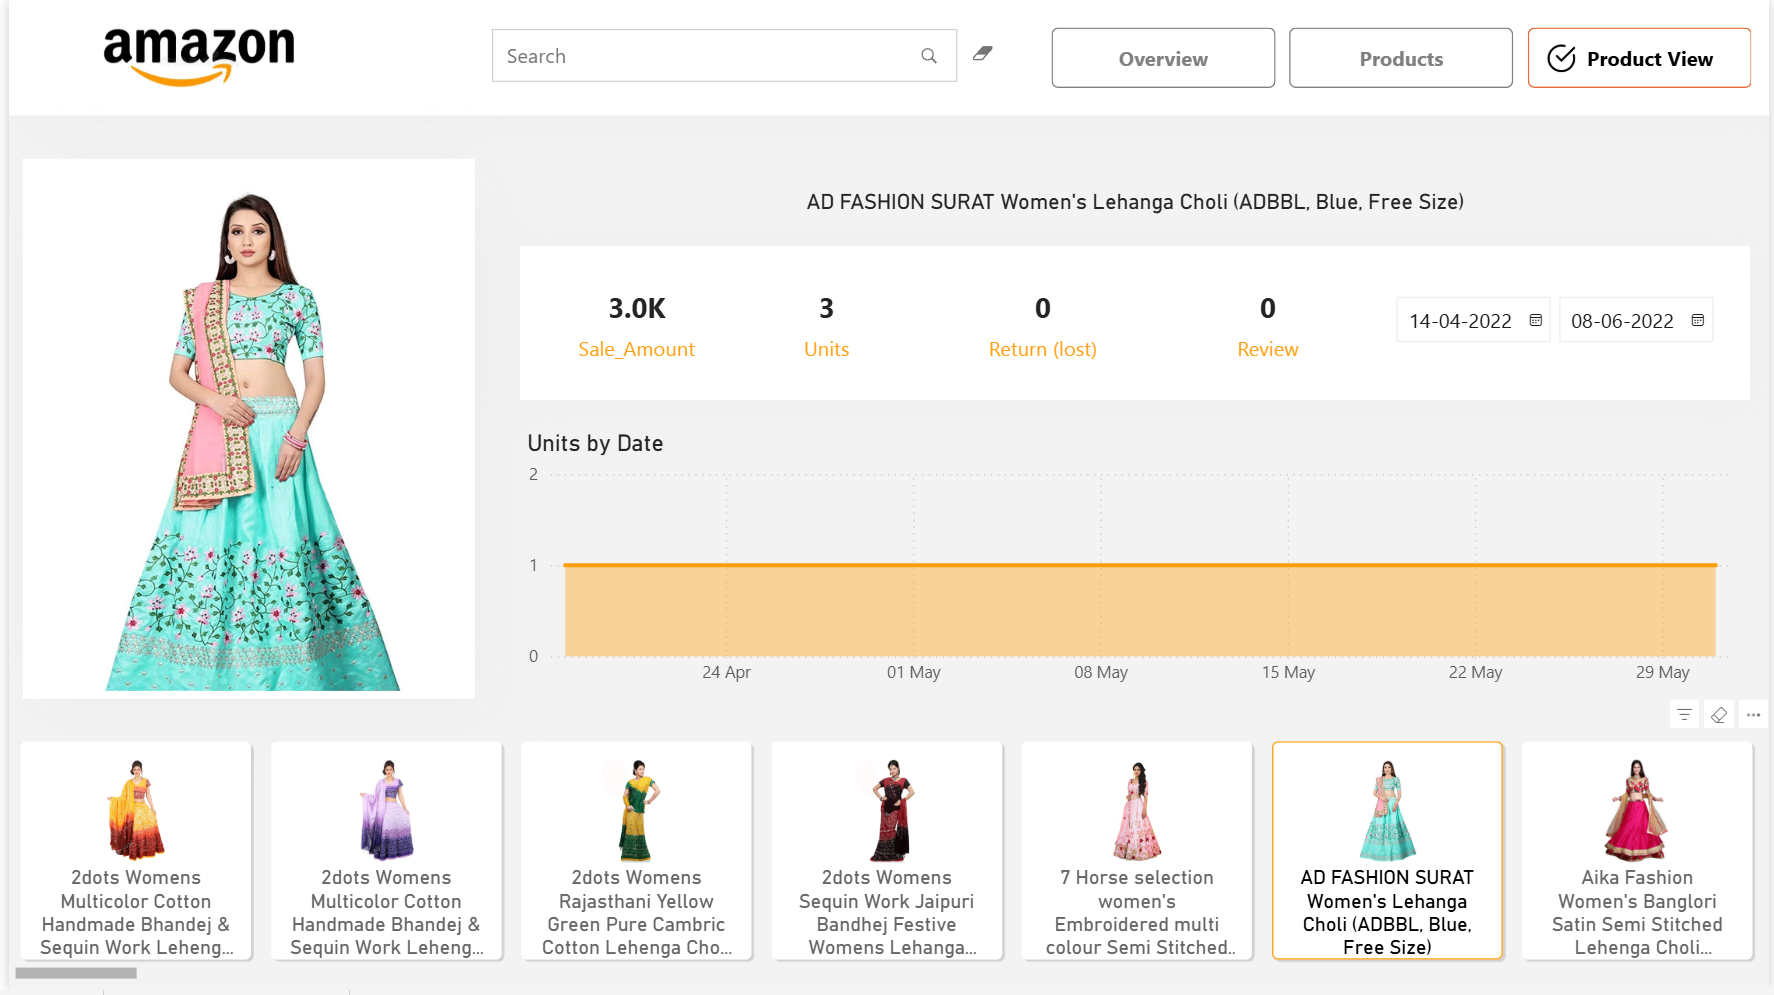 amazon
Search
Overview
Products
Product View
AD FASHION SURAT Women's Lehanga Choli (ADBBL, Blue, Free Size)
3.0K
Sale_Amount
3
Units
0
Return (lost)
0
Review
14-04-2022
08-06-2022
Units by Date
2
1
0
24 Apr
01 May
08 May
15 May
22 May
29 May
2dots Womens
Multicolor Cotton
Handmade Bhandej &
Sequin Work Leheng...
2dots Womens
Multicolor Cotton
Handmade Bhandej &
Sequin Work Leheng...
2dots Womens
Rajasthani Yellow
Green Pure Cambric
Cotton Lehenga Cho...
2dots Womens
Sequin Work Jaipuri
Bandhej Festive
Womens Lehanga...
7 Horse selection
women's
Embroidered multi
colour Semi Stitched..
AD FASHION SURAT
Women's Lehanga
Choli (ADBBL, Blue,
Free Size)
Aika Fashion
Women's Banglori
Satin Semi Stitched
Lehenga Choli...